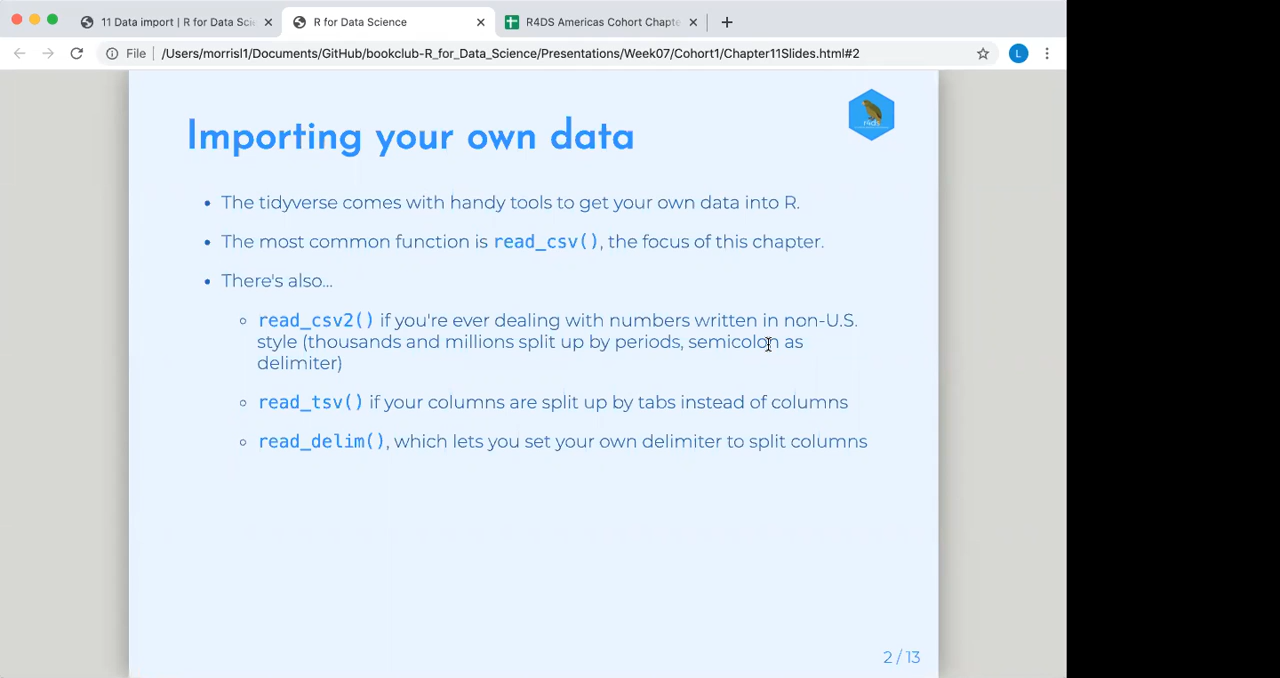 11 Data import | R for Data Scie
R for Data Science
R4DS Americas Cohort Chapte
File
/Users/morrisl1/Documents/GitHub/bookclub-R_for_Data_Science/Presentations/Week07/Cohort1/Chapter11Slides.html#2
L
r4ds
Importing your own data
• The tidyverse comes with handy tools to get your own data into R.
• The most common function is read_csv(), the focus of this chapter.
• There's also...
◦ read_csv2() if you're ever dealing with numbers written in non-U.S.
style (thousands and millions split up by periods, semicolon as
delimiter)
◦ read_tsv() if your columns are split up by tabs instead of columns
◦ read_delim(), which lets you set your own delimiter to split columns
2 / 13